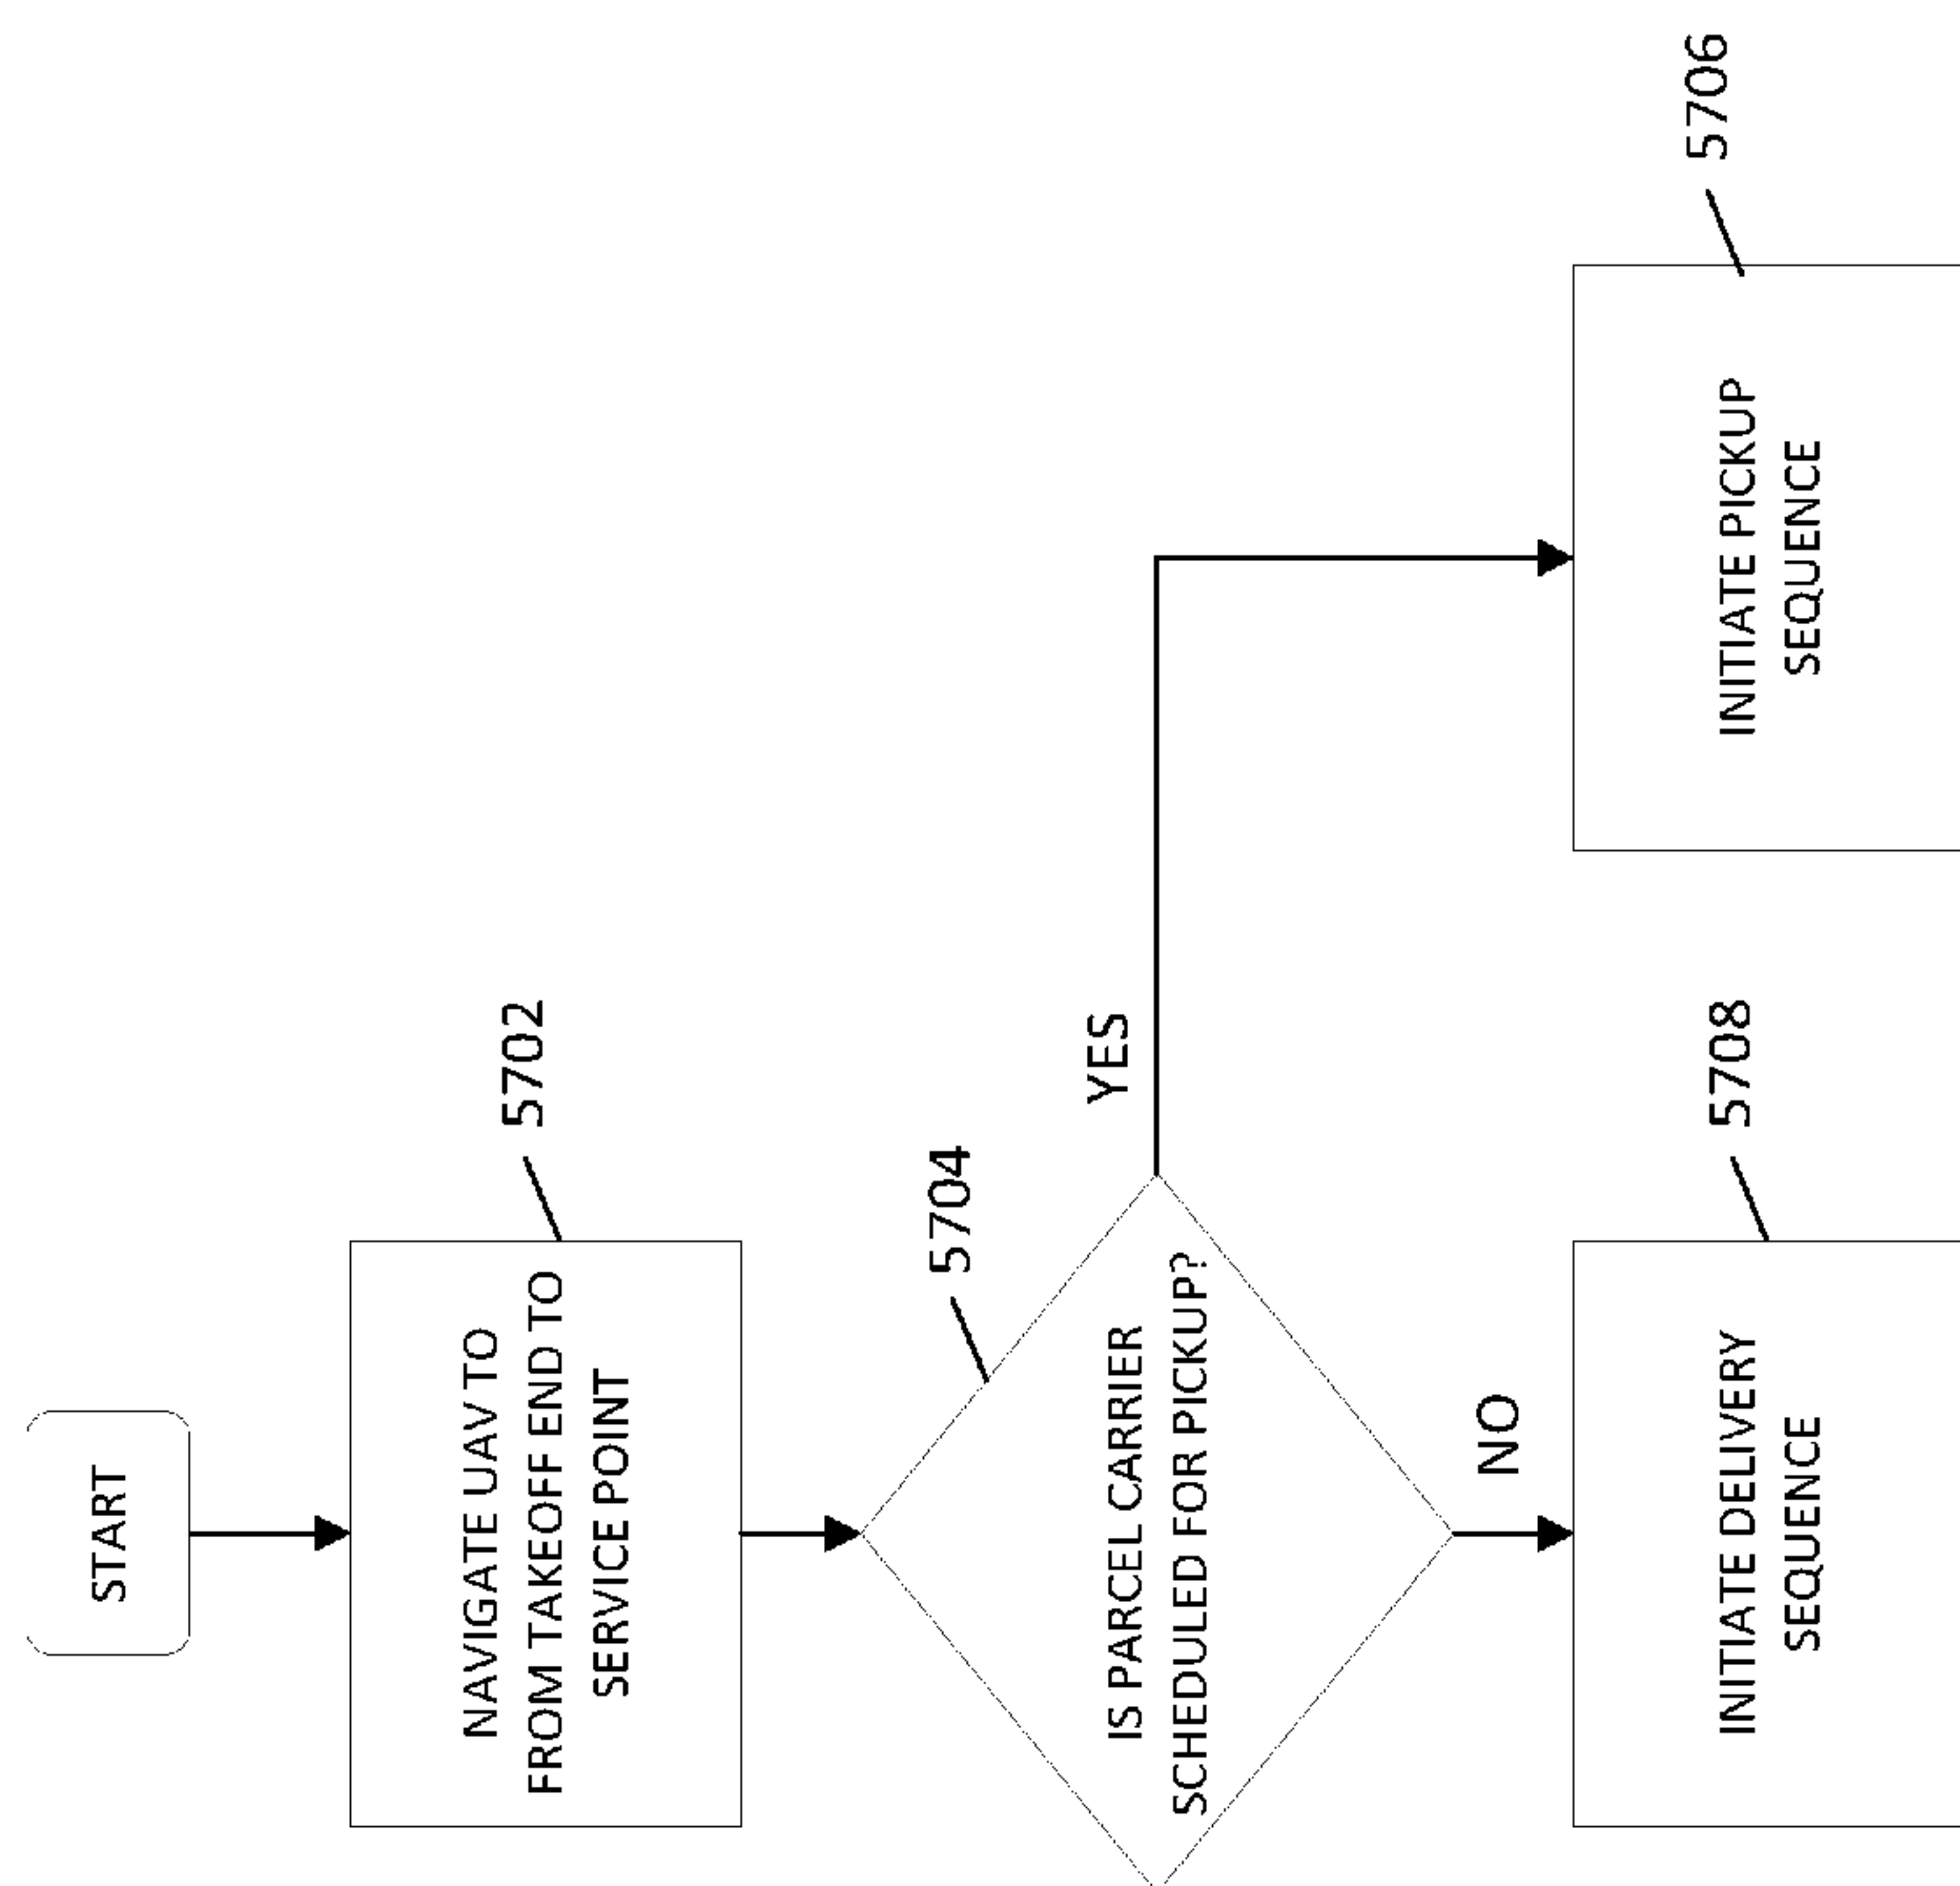 START
5702
NAVIGATE UAV TO
FROM TAKEOFF END TO
SERVICE POINT
5704
IS PARCEL CARRIER
SCHEDULED FOR PICKUP?
YES
NO
5708
INITIATE DELIVERY
SEQUENCE
5706
INITIATE PICKUP
SEQUENCE